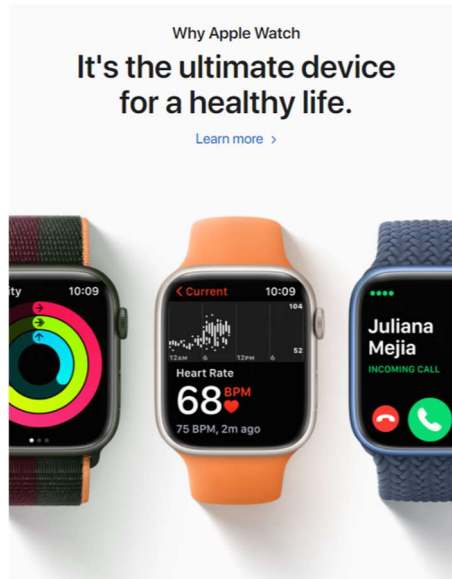 Why Apple Watch
It's the ultimate device
for a healthy life.
Learn more >
ity 10:09
< Current 10:09
104
52
12AM 6 12PM 6
Heart Rate
68 BPM
75 BPM, 2m ago
Juliana
Mejia
INCOMING CALL